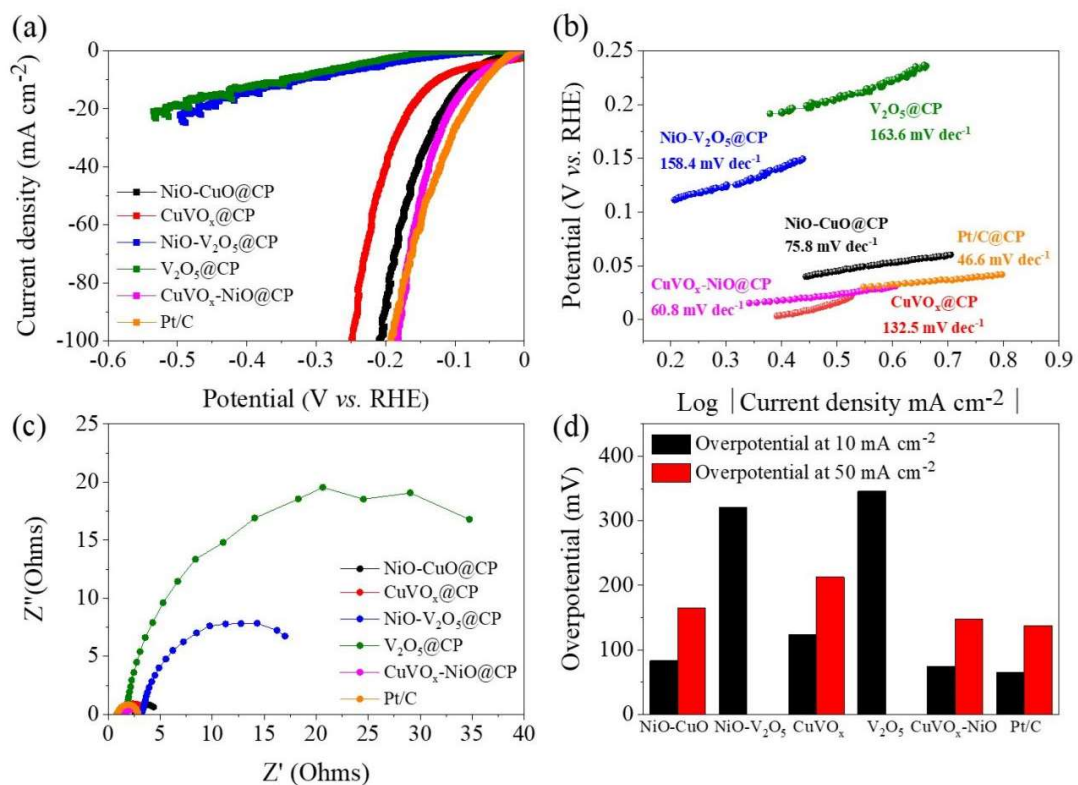 (a)
0
-20
-40
-60
-80
-100
Current density (mA cm⁻²)
NiO-CuO@CP
CuVOₓ@CP
NiO-V₂O₅@CP
V₂O₅@CP
CuVOₓ-NiO@CP
Pt/C
-0.6 -0.5 -0.4 -0.3 -0.2 -0.1 0
Potential (V vs. RHE)
(b)
0.25
0.2
0.15
0.1
0.05
0
Potential (V vs. RHE)
V₂O₅@CP
163.6 mV dec⁻¹
NiO-V₂O₅@CP
158.4 mV dec⁻¹
NiO-CuO@CP
75.8 mV dec⁻¹
Pt/C@CP
46.6 mV dec⁻¹
CuVOₓ-NiO@CP
60.8 mV dec⁻¹
CuVOₓ@CP
132.5 mV dec⁻¹
0.2 0.3 0.4 0.5 0.6 0.7 0.8 0.9
Log |Current density mA cm⁻²|
(c)
25
20
15
10
5
0
Z"(Ohms)
NiO-CuO@CP
CuVOₓ@CP
NiO-V₂O₅@CP
V₂O₅@CP
CuVOₓ-NiO@CP
Pt/C
0 5 10 15 20 25 30 35 40
Z' (Ohms)
(d)
Overpotential at 10 mA cm⁻²
Overpotential at 50 mA cm⁻²
400
300
200
100
0
Overpotential (mV)
NiO-CuO NiO-V₂O₅ CuVOₓ V₂O₅ CuVOₓ-NiO Pt/C